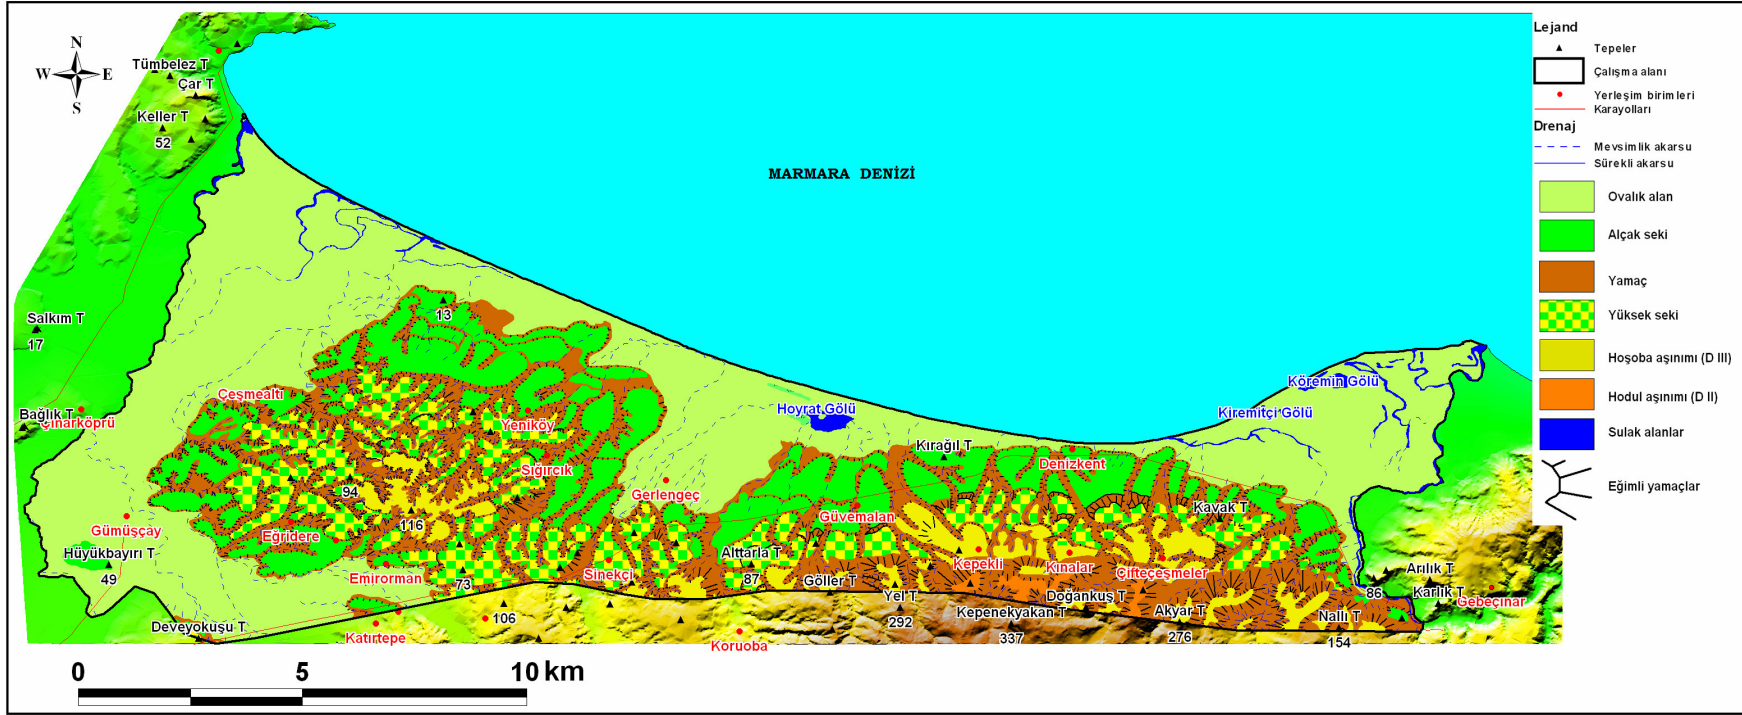 N
W E
S
Tümbelez T
Çar T
Keller T
52
MARMARA DENİZİ
Salkım T
17
13
Bağlık T
Çınarköprü
Çeşmealtı
Yeniköy
Sığırcık
94
116
Gerlengeç
Gümüşçay
Eğridere
Hüyükbayırı T
49
Emirorman
73
Sinekçi
106
Deveyokuşu T
Katırtepe
Koruoba
Hoyrat Gölü
Kırağıl T
Denizkent
Köremin Gölü
Kiremitçi Gölü
Güvemalan
Kavak T
Alttarla T
87
Göller T
Kepekli
Kınalar
Çifteçeşmeler
Yel T
292
Kepenekyakan T
337
Doğankuş T
Akyar T
276
Nallı T
154
86
Arılık T
Karlık T
Gebeçınar
0 5 10 km
Lejand
Tepeler
Çalışma alanı
Yerleşim birimleri
Karayolları
Drenaj
Mevsimlik akarsu
Sürekli akarsu
Ovalık alan
Alçak seki
Yamaç
Yüksek seki
Hoşoba aşınımı (D III)
Hodul aşınımı (D II)
Sulak alanlar
Eğimli yamaçlar